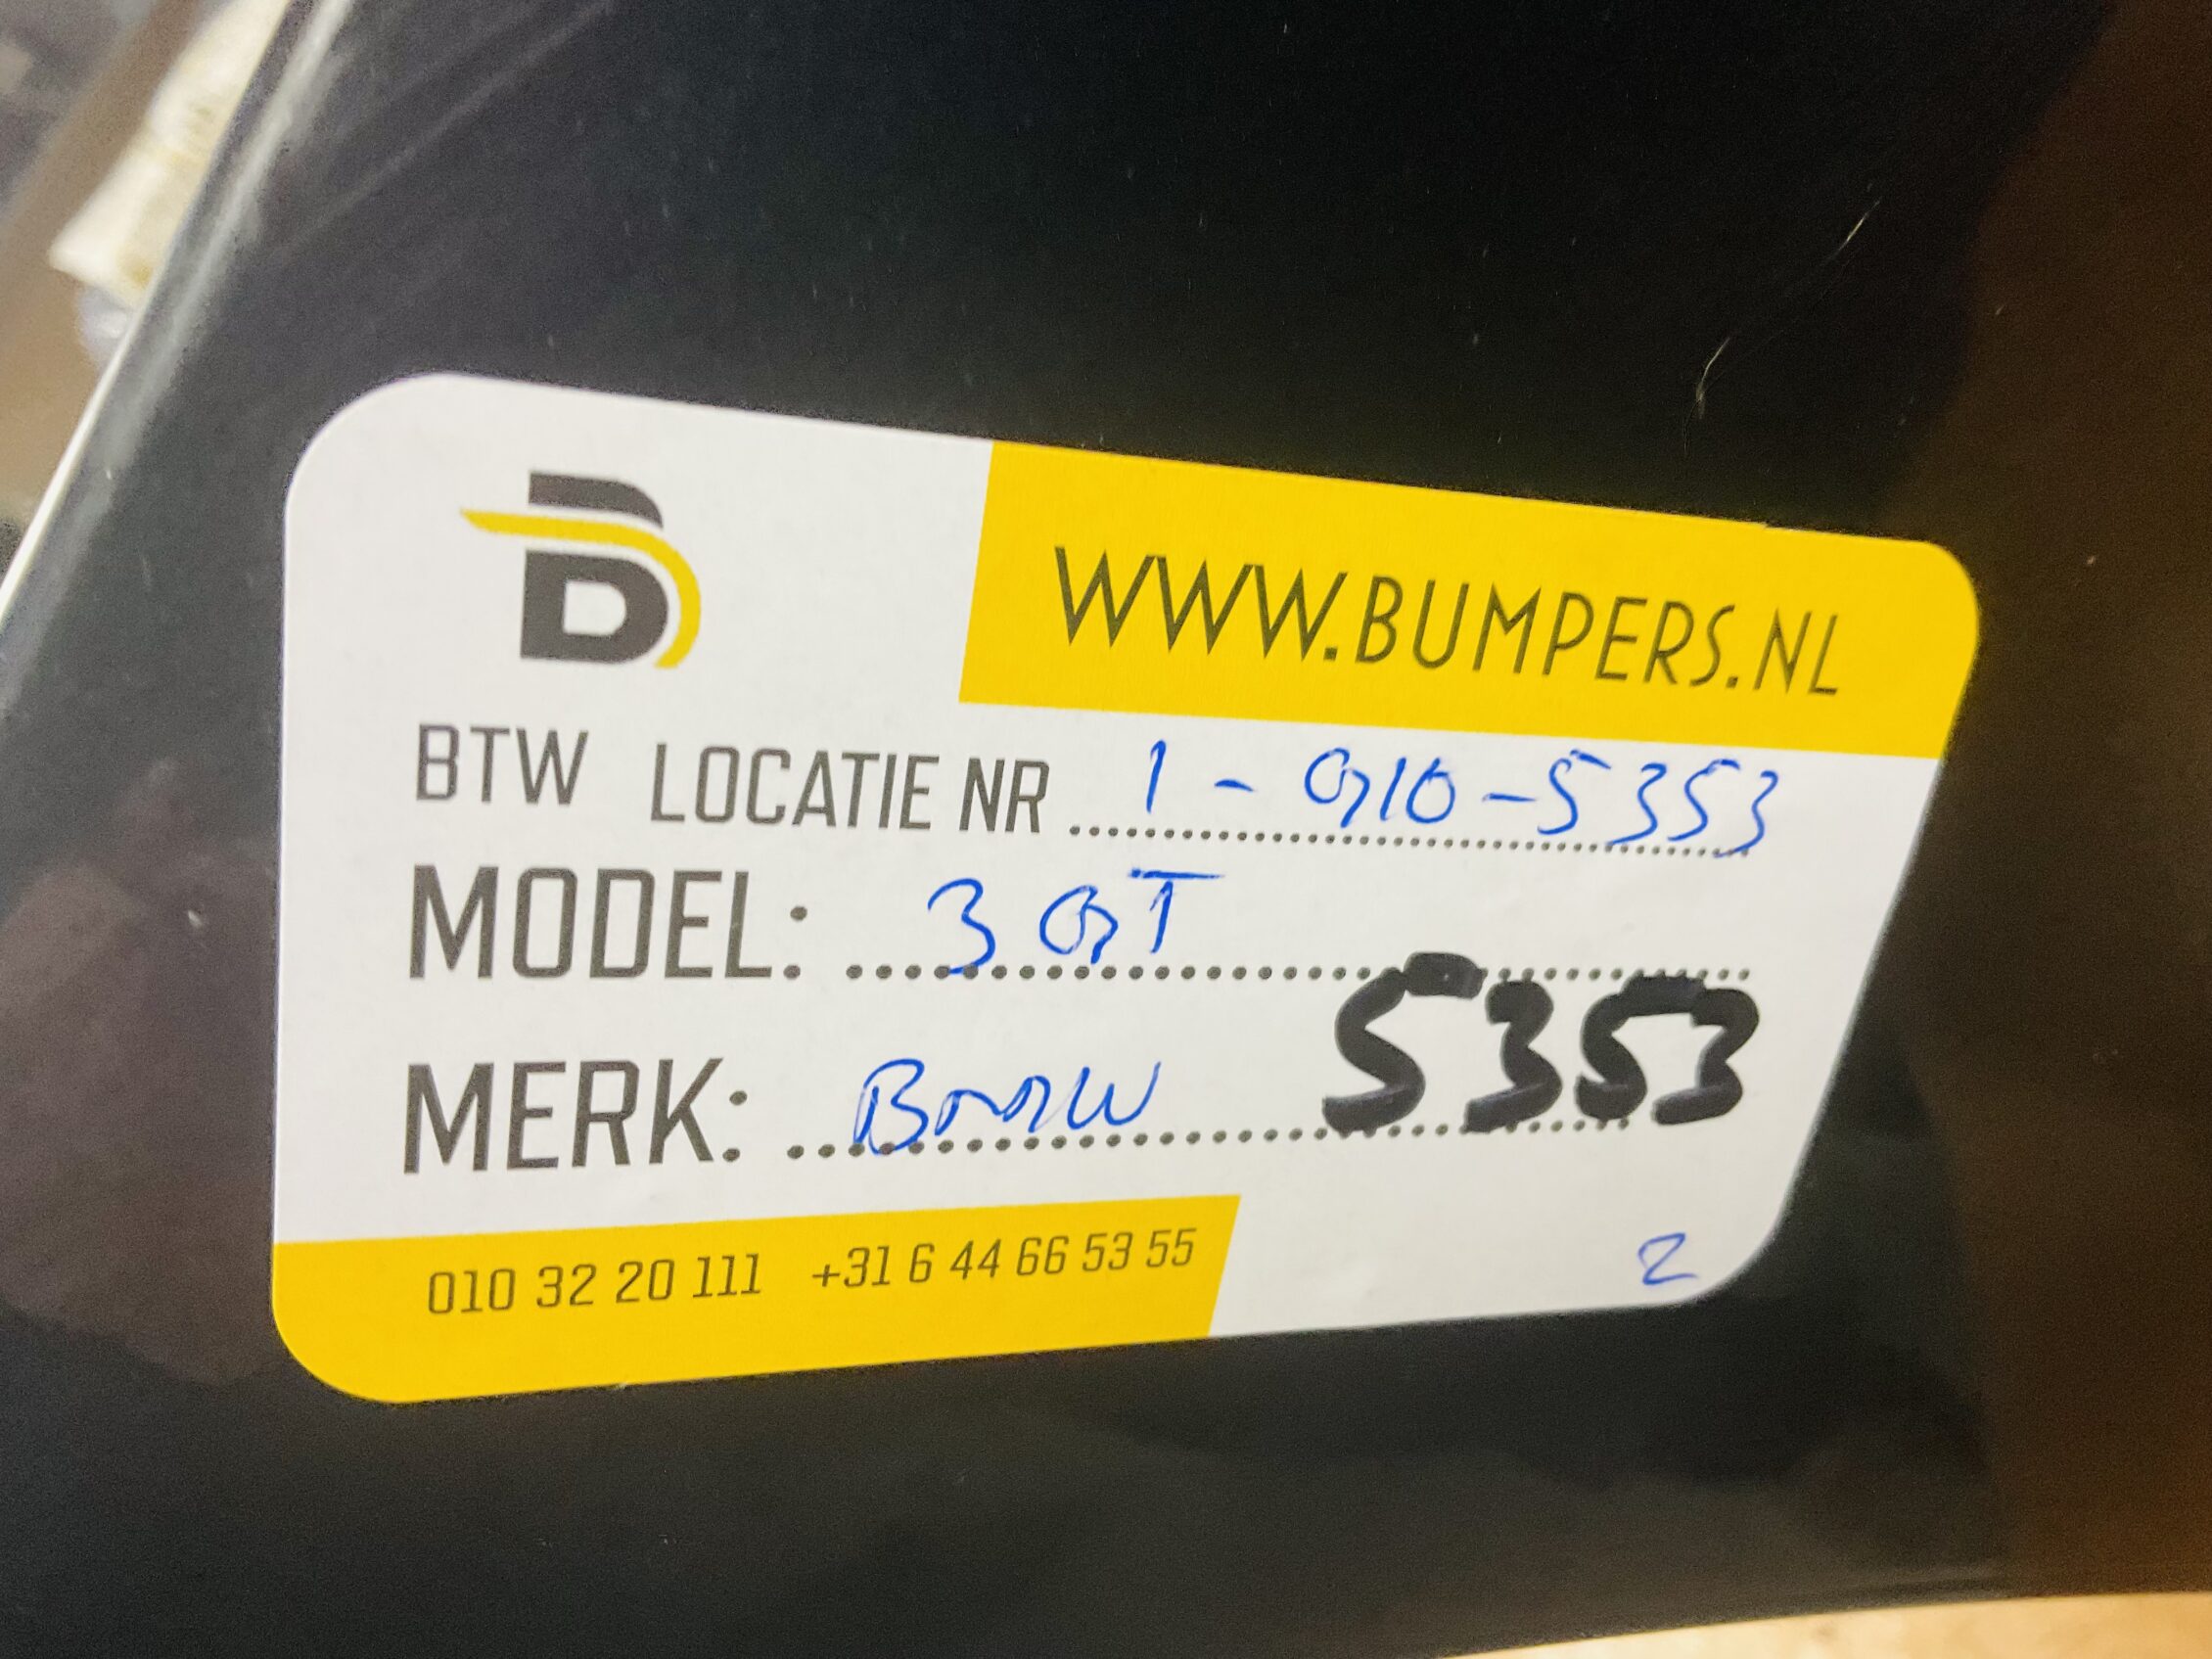 B
WWW.BUMPERS.NL
BTW LOCATIE NR 1 - G10 - 5353
MODEL: 3 GT
5353
MERK: BMW
010 32 20 111 +31 6 44 66 53 55
2